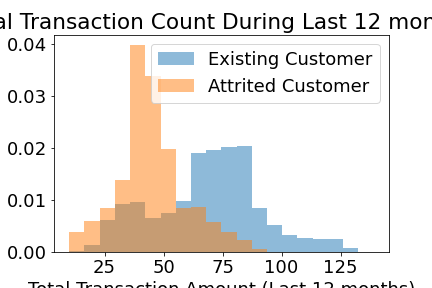 al Transaction Count During Last 12 mon
0.04
Existing Customer
Attrited Customer
0.03
0.02
0.01
0.00
25 50 75 100 125
Total Transaction Amount (Last 12 months)